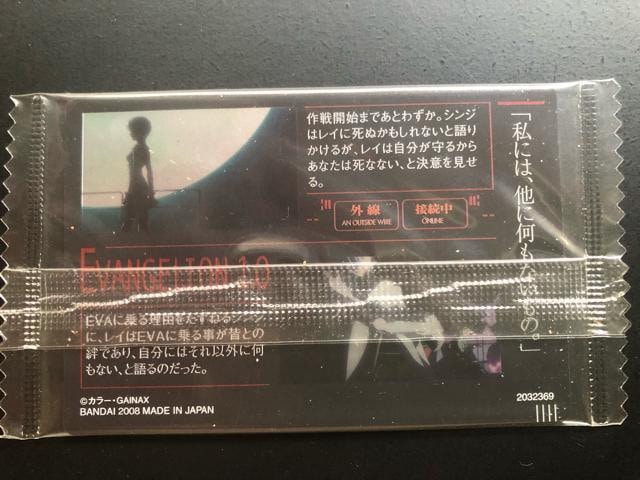 作戦開始まであとわずか。シンジ
はレイに死ぬかもしれないと語り
かけるが、レイは自分が守るから
あなたは死なない、と決意を見せ
る。
外線
AN OUTSIDE WIRE
接続中
ONLINE
「私には、他に何もないもの。」
EVANGELION 1.0
EVAに乗る理由をたずねるシンジ
に、レイはEVAに乗る事が皆との
絆であり、自分にはそれ以外に何
もない、と語るのだった。
©カラー・GAINAX
BANDAI 2008 MADE IN JAPAN
2032369